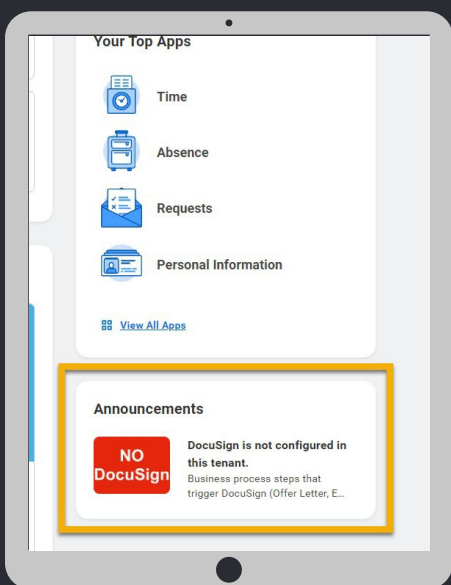 Your Top Apps
Time
Absence
Requests
Personal Information
View All Apps
Announcements
NO
DocuSign
DocuSign is not configured in
this tenant.
Business process steps that
trigger DocuSign (Offer Letter, E...